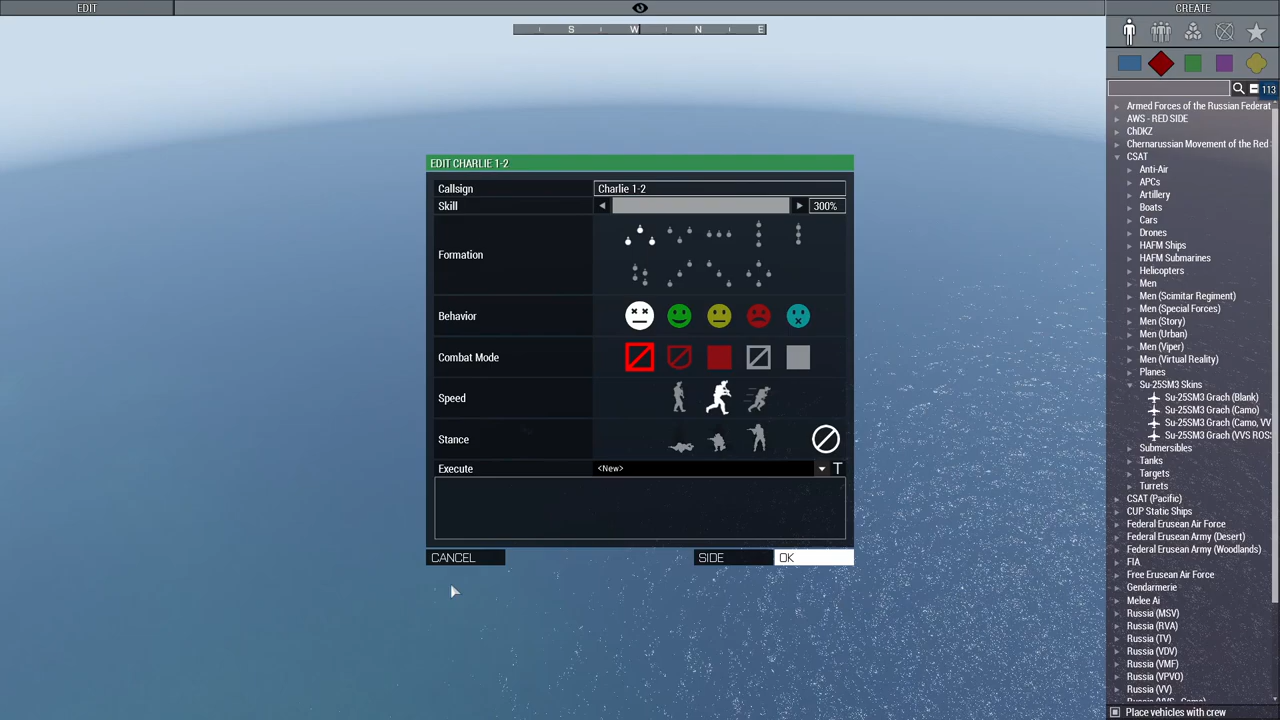 EDIT
CREATE
S W N E
113
EDIT CHARLIE 1-2
Callsign Charlie 1-2
Skill 300%
Formation
Behavior
Combat Mode
Speed
Stance
Execute <New> T
CANCEL SIDE OK
Armed Forces of the Russian Federat
AWS - RED SIDE
ChDKZ
Chernarussian Movement of the Red
CSAT
Anti-Air
APCs
Artillery
Boats
Cars
Drones
HAFM Ships
HAFM Submarines
Helicopters
Men
Men (Scimitar Regiment)
Men (Special Forces)
Men (Story)
Men (Urban)
Men (Viper)
Men (Virtual Reality)
Planes
Su-25SM3 Skins
Su-25SM3 Grach (Blank)
Su-25SM3 Grach (Camo)
Su-25SM3 Grach (Camo, VV
Su-25SM3 Grach (VVS ROS
Submersibles
Tanks
Targets
Turrets
CSAT (Pacific)
CUP Static Ships
Federal Erusean Air Force
Federal Erusean Army (Desert)
Federal Erusean Army (Woodlands)
FIA
Free Erusean Air Force
Gendarmerie
Melee Ai
Russia (MSV)
Russia (RVA)
Russia (TV)
Russia (VDV)
Russia (VMF)
Russia (VPVO)
Russia (VV)
Russia (VVS - Camo)
Place vehicles with crew